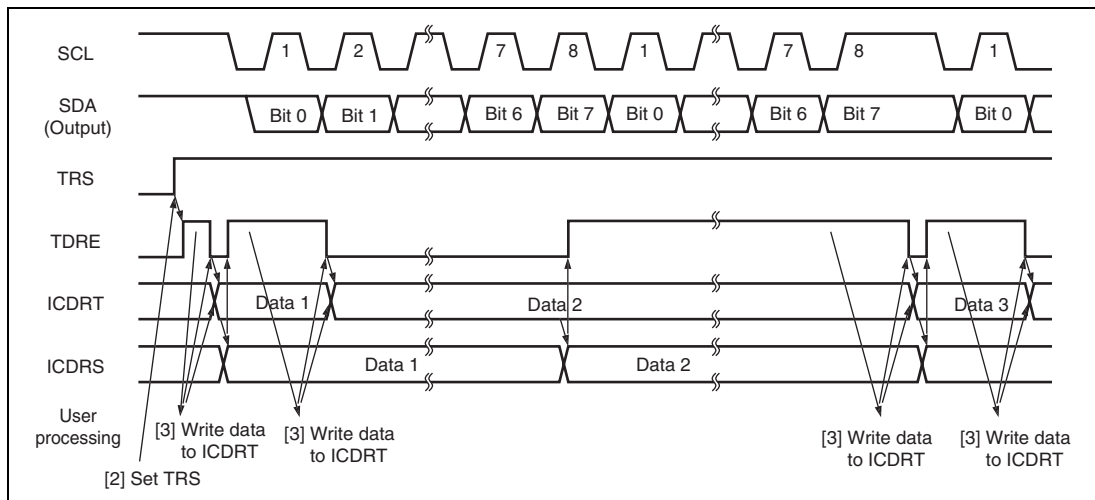 SCL
1 2 7 8 1 7 8 1
SDA
(Output)
Bit 0 Bit 1 Bit 6 Bit 7 Bit 0 Bit 6 Bit 7 Bit 0
TRS
TDRE
ICDRT
Data 1 Data 2 Data 3
ICDRS
Data 1 Data 2
User
processing
[3] Write data
to ICDRT
[3] Write data
to ICDRT
[3] Write data
to ICDRT
[3] Write data
to ICDRT
[2] Set TRS